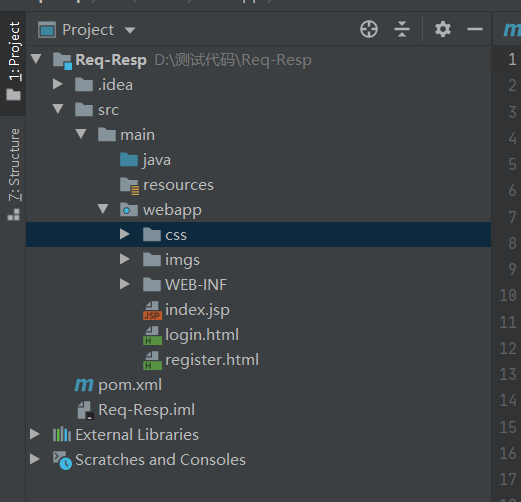 Project
Req-Resp D:\测试代码\Req-Resp
.idea
src
main
java
resources
webapp
css
imgs
WEB-INF
index.jsp
login.html
register.html
pom.xml
Req-Resp.iml
External Libraries
Scratches and Consoles
1: Project
7: Structure
1
2
3
4
5
6
7
8
9
10
11
12
13
14
15
16
17